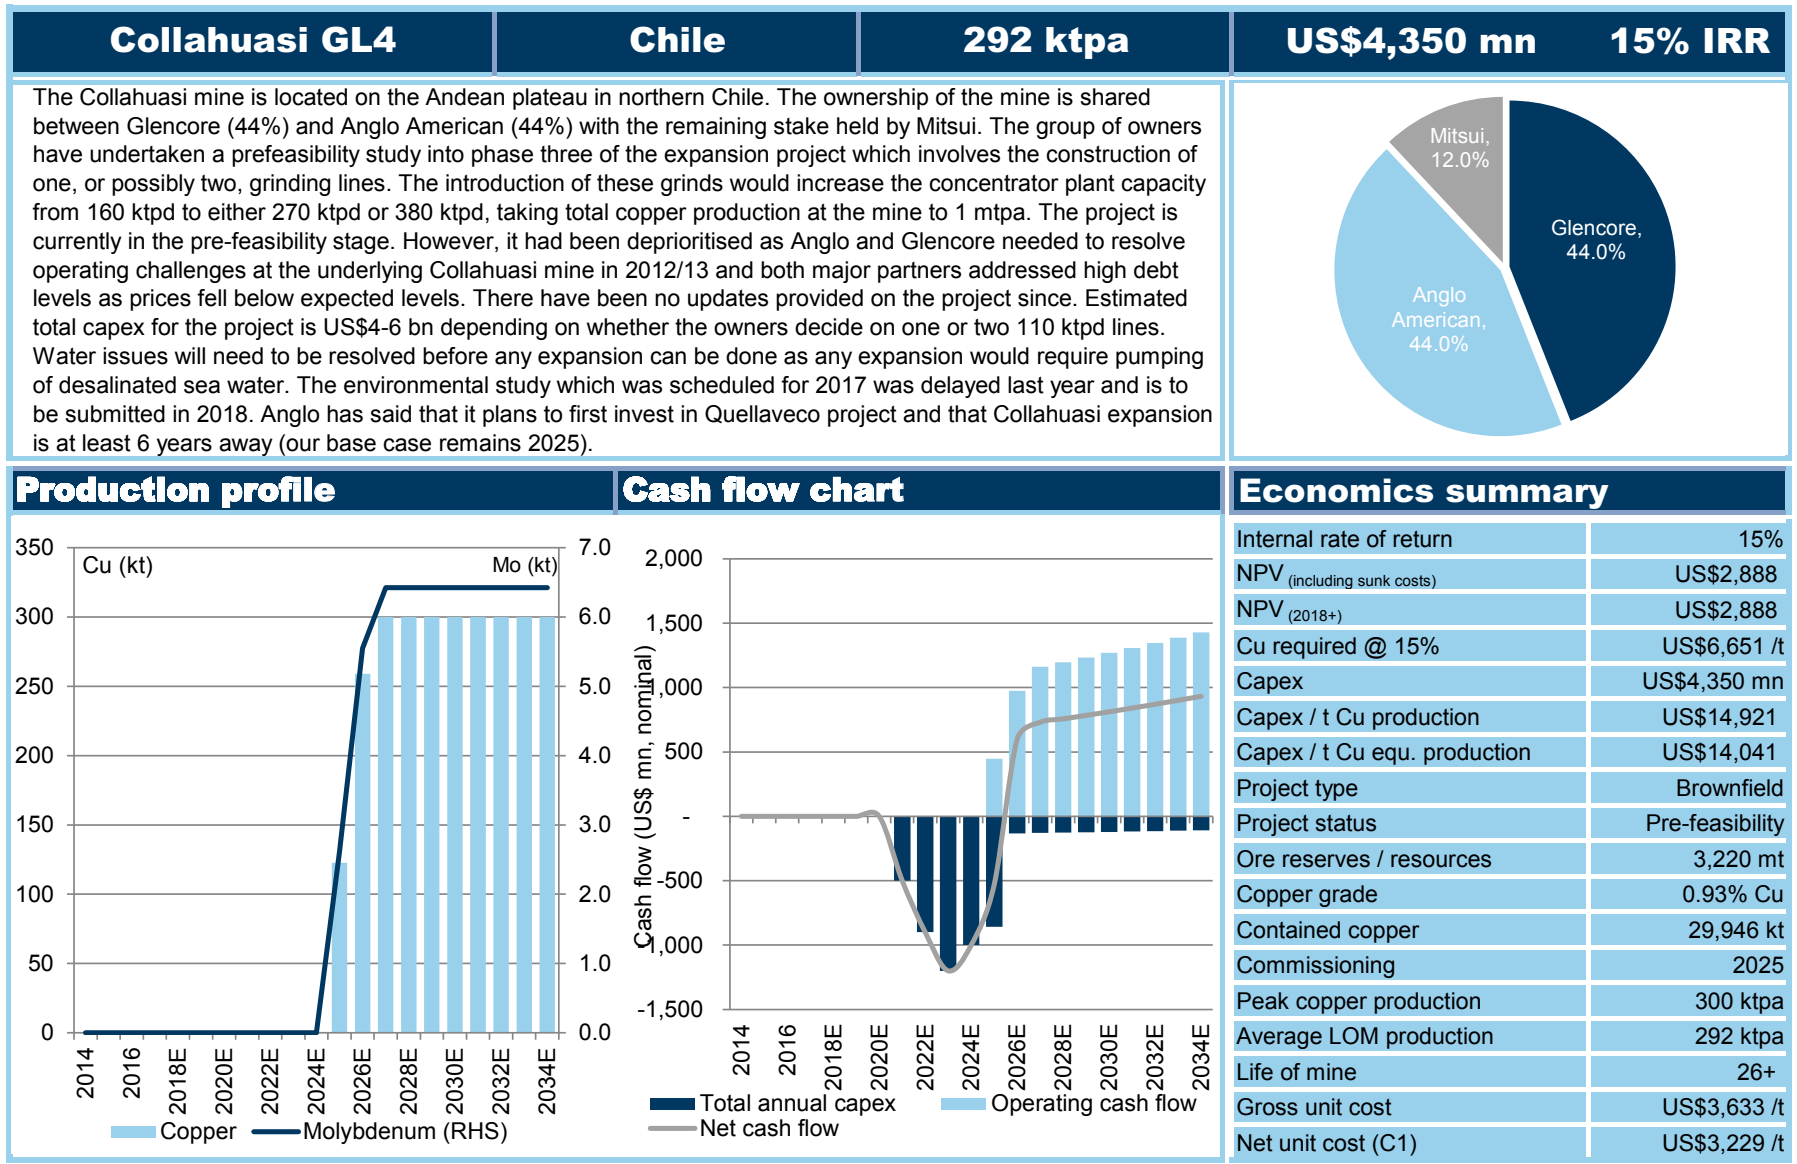 Collahuasi GL4
Chile
292 ktpa
US$4,350 mn
15% IRR
The Collahuasi mine is located on the Andean plateau in northern Chile. The ownership of the mine is shared
between Glencore (44%) and Anglo American (44%) with the remaining stake held by Mitsui. The group of owners
have undertaken a prefeasibility study into phase three of the expansion project which involves the construction of
one, or possibly two, grinding lines. The introduction of these grinds would increase the concentrator plant capacity
from 160 ktpd to either 270 ktpd or 380 ktpd, taking total copper production at the mine to 1 mtpa. The project is
currently in the pre-feasibility stage. However, it had been deprioritised as Anglo and Glencore needed to resolve
operating challenges at the underlying Collahuasi mine in 2012/13 and both major partners addressed high debt
levels as prices fell below expected levels. There have been no updates provided on the project since. Estimated
total capex for the project is US$4-6 bn depending on whether the owners decide on one or two 110 ktpd lines.
Water issues will need to be resolved before any expansion can be done as any expansion would require pumping
of desalinated sea water. The environmental study which was scheduled for 2017 was delayed last year and is to
be submitted in 2018. Anglo has said that it plans to first invest in Quellaveco project and that Collahuasi expansion
is at least 6 years away (our base case remains 2025).
Mitsui,
12.0%
Glencore,
44.0%
Anglo
American,
44.0%
Production profile
350
300
250
200
150
100
50
0
Cu (kt)
Mo (kt)
7.0
6.0
5.0
4.0
3.0
2.0
1.0
0.0
2014
2016
2018E
2020E
2022E
2024E
2026E
2028E
2030E
2032E
2034E
Copper
Molybdenum (RHS)
Cash flow chart
Cash flow (US$ mn, nominal)
2,000
1,500
1,000
500
-
-500
-1,000
-1,500
2014
2016
2018E
2020E
2022E
2024E
2026E
2028E
2030E
2032E
2034E
Total annual capex
Operating cash flow
Net cash flow
Economics summary
Internal rate of return 15%
NPV (including sunk costs) US$2,888
NPV (2018+) US$2,888
Cu required @ 15% US$6,651 /t
Capex US$4,350 mn
Capex / t Cu production US$14,921
Capex / t Cu equ. production US$14,041
Project type Brownfield
Project status Pre-feasibility
Ore reserves / resources 3,220 mt
Copper grade 0.93% Cu
Contained copper 29,946 kt
Commissioning 2025
Peak copper production 300 ktpa
Average LOM production 292 ktpa
Life of mine 26+
Gross unit cost US$3,633 /t
Net unit cost (C1) US$3,229 /t